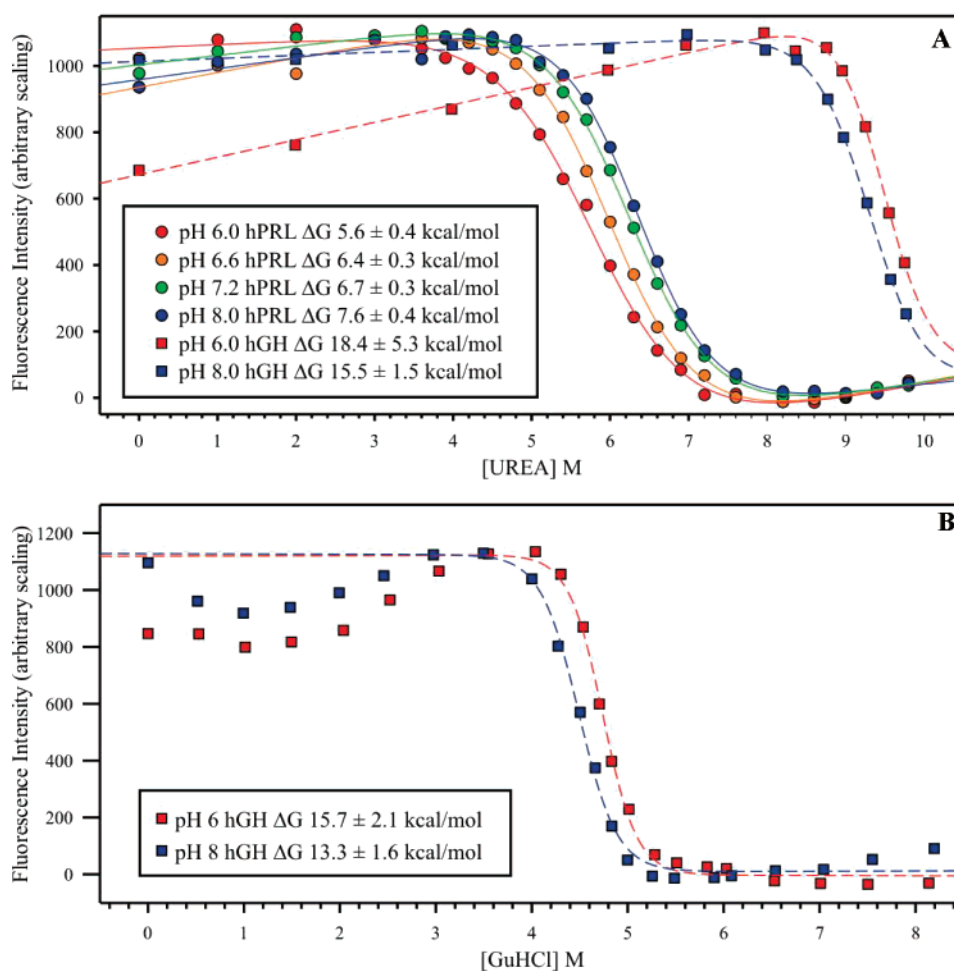 A
Fluorescence Intensity (arbitrary scaling)
1000
800
600
400
200
0
pH 6.0 hPRL ΔG 5.6 ± 0.4 kcal/mol
pH 6.6 hPRL ΔG 6.4 ± 0.3 kcal/mol
pH 7.2 hPRL ΔG 6.7 ± 0.3 kcal/mol
pH 8.0 hPRL ΔG 7.6 ± 0.4 kcal/mol
pH 6.0 hGH ΔG 18.4 ± 5.3 kcal/mol
pH 8.0 hGH ΔG 15.5 ± 1.5 kcal/mol
0 1 2 3 4 5 6 7 8 9 10
[UREA] M
B
Fluorescence Intensity (arbitrary scaling)
1200
1000
800
600
400
200
0
pH 6 hGH ΔG 15.7 ± 2.1 kcal/mol
pH 8 hGH ΔG 13.3 ± 1.6 kcal/mol
0 1 2 3 4 5 6 7 8
[GuHCl] M